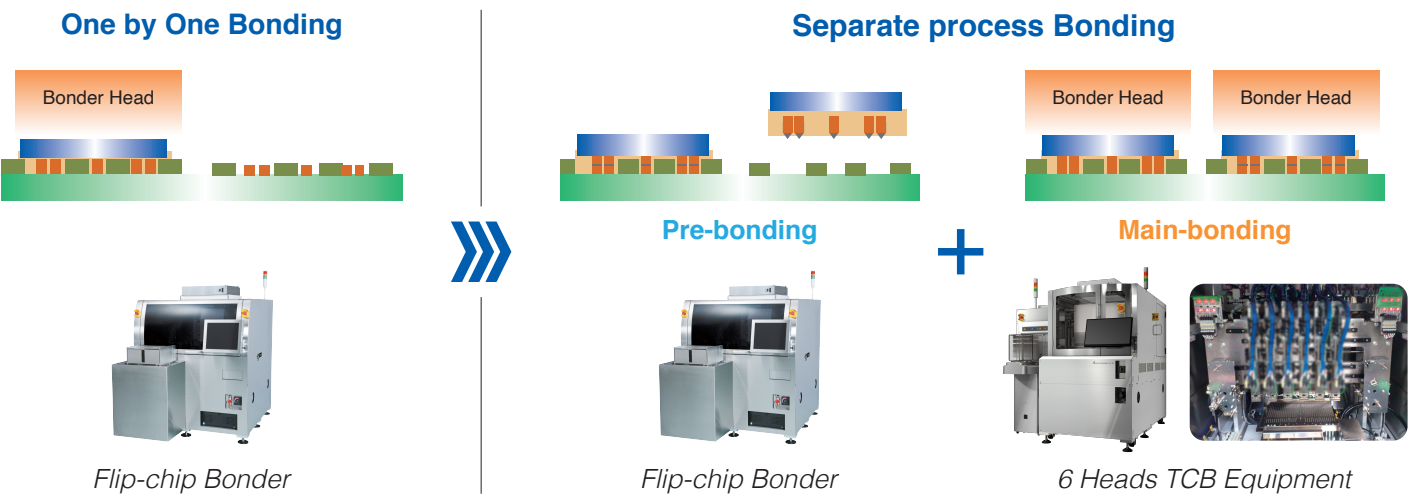 One by One Bonding
Separate process Bonding
Bonder Head
Bonder Head
Bonder Head
Pre-bonding
Main-bonding
Flip-chip Bonder
Flip-chip Bonder
6 Heads TCB Equipment